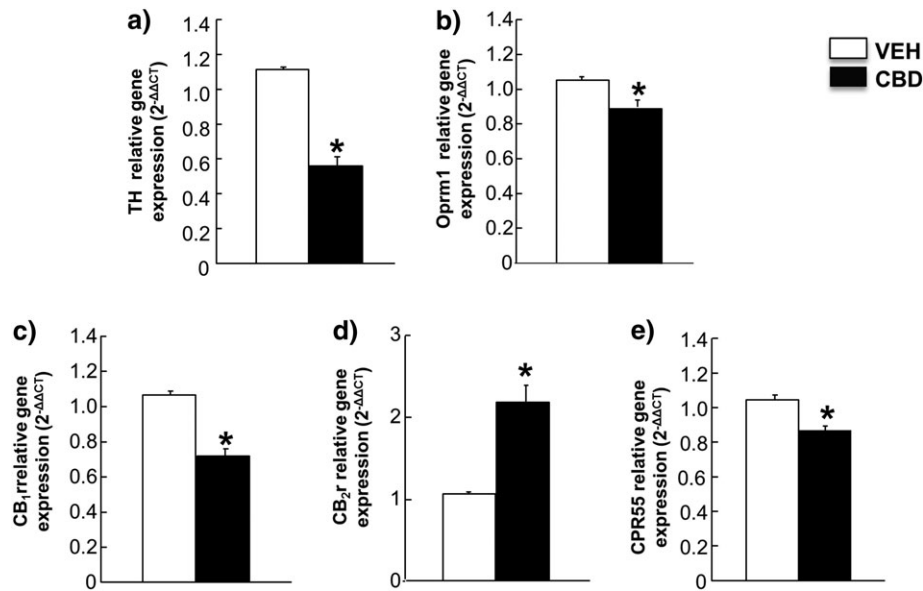 a)
TH relative gene
expression (2-ΔΔCT)
1.4
1.2
1.0
0.8
0.6
0.4
0.2
0
*
b)
Oprm1 relative gene
expression (2-ΔΔCT)
1.4
1.2
1.0
0.8
0.6
0.4
0.2
0
*
VEH
CBD
c)
CB1rrelative gene
expression (2-ΔΔCT)
1.4
1.2
1.0
0.8
0.6
0.4
0.2
0
*
d)
CB2r relative gene
expression (2-ΔΔCT)
3
2
1
0
*
e)
CPR55 relative gene
expression (2-ΔΔCT)
1.4
1.2
1.0
0.8
0.6
0.4
0.2
0
*